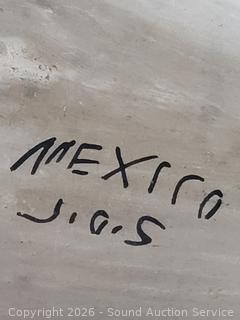 MEXICO
J.O.S
Copyright 2026 - Sound Auction Service